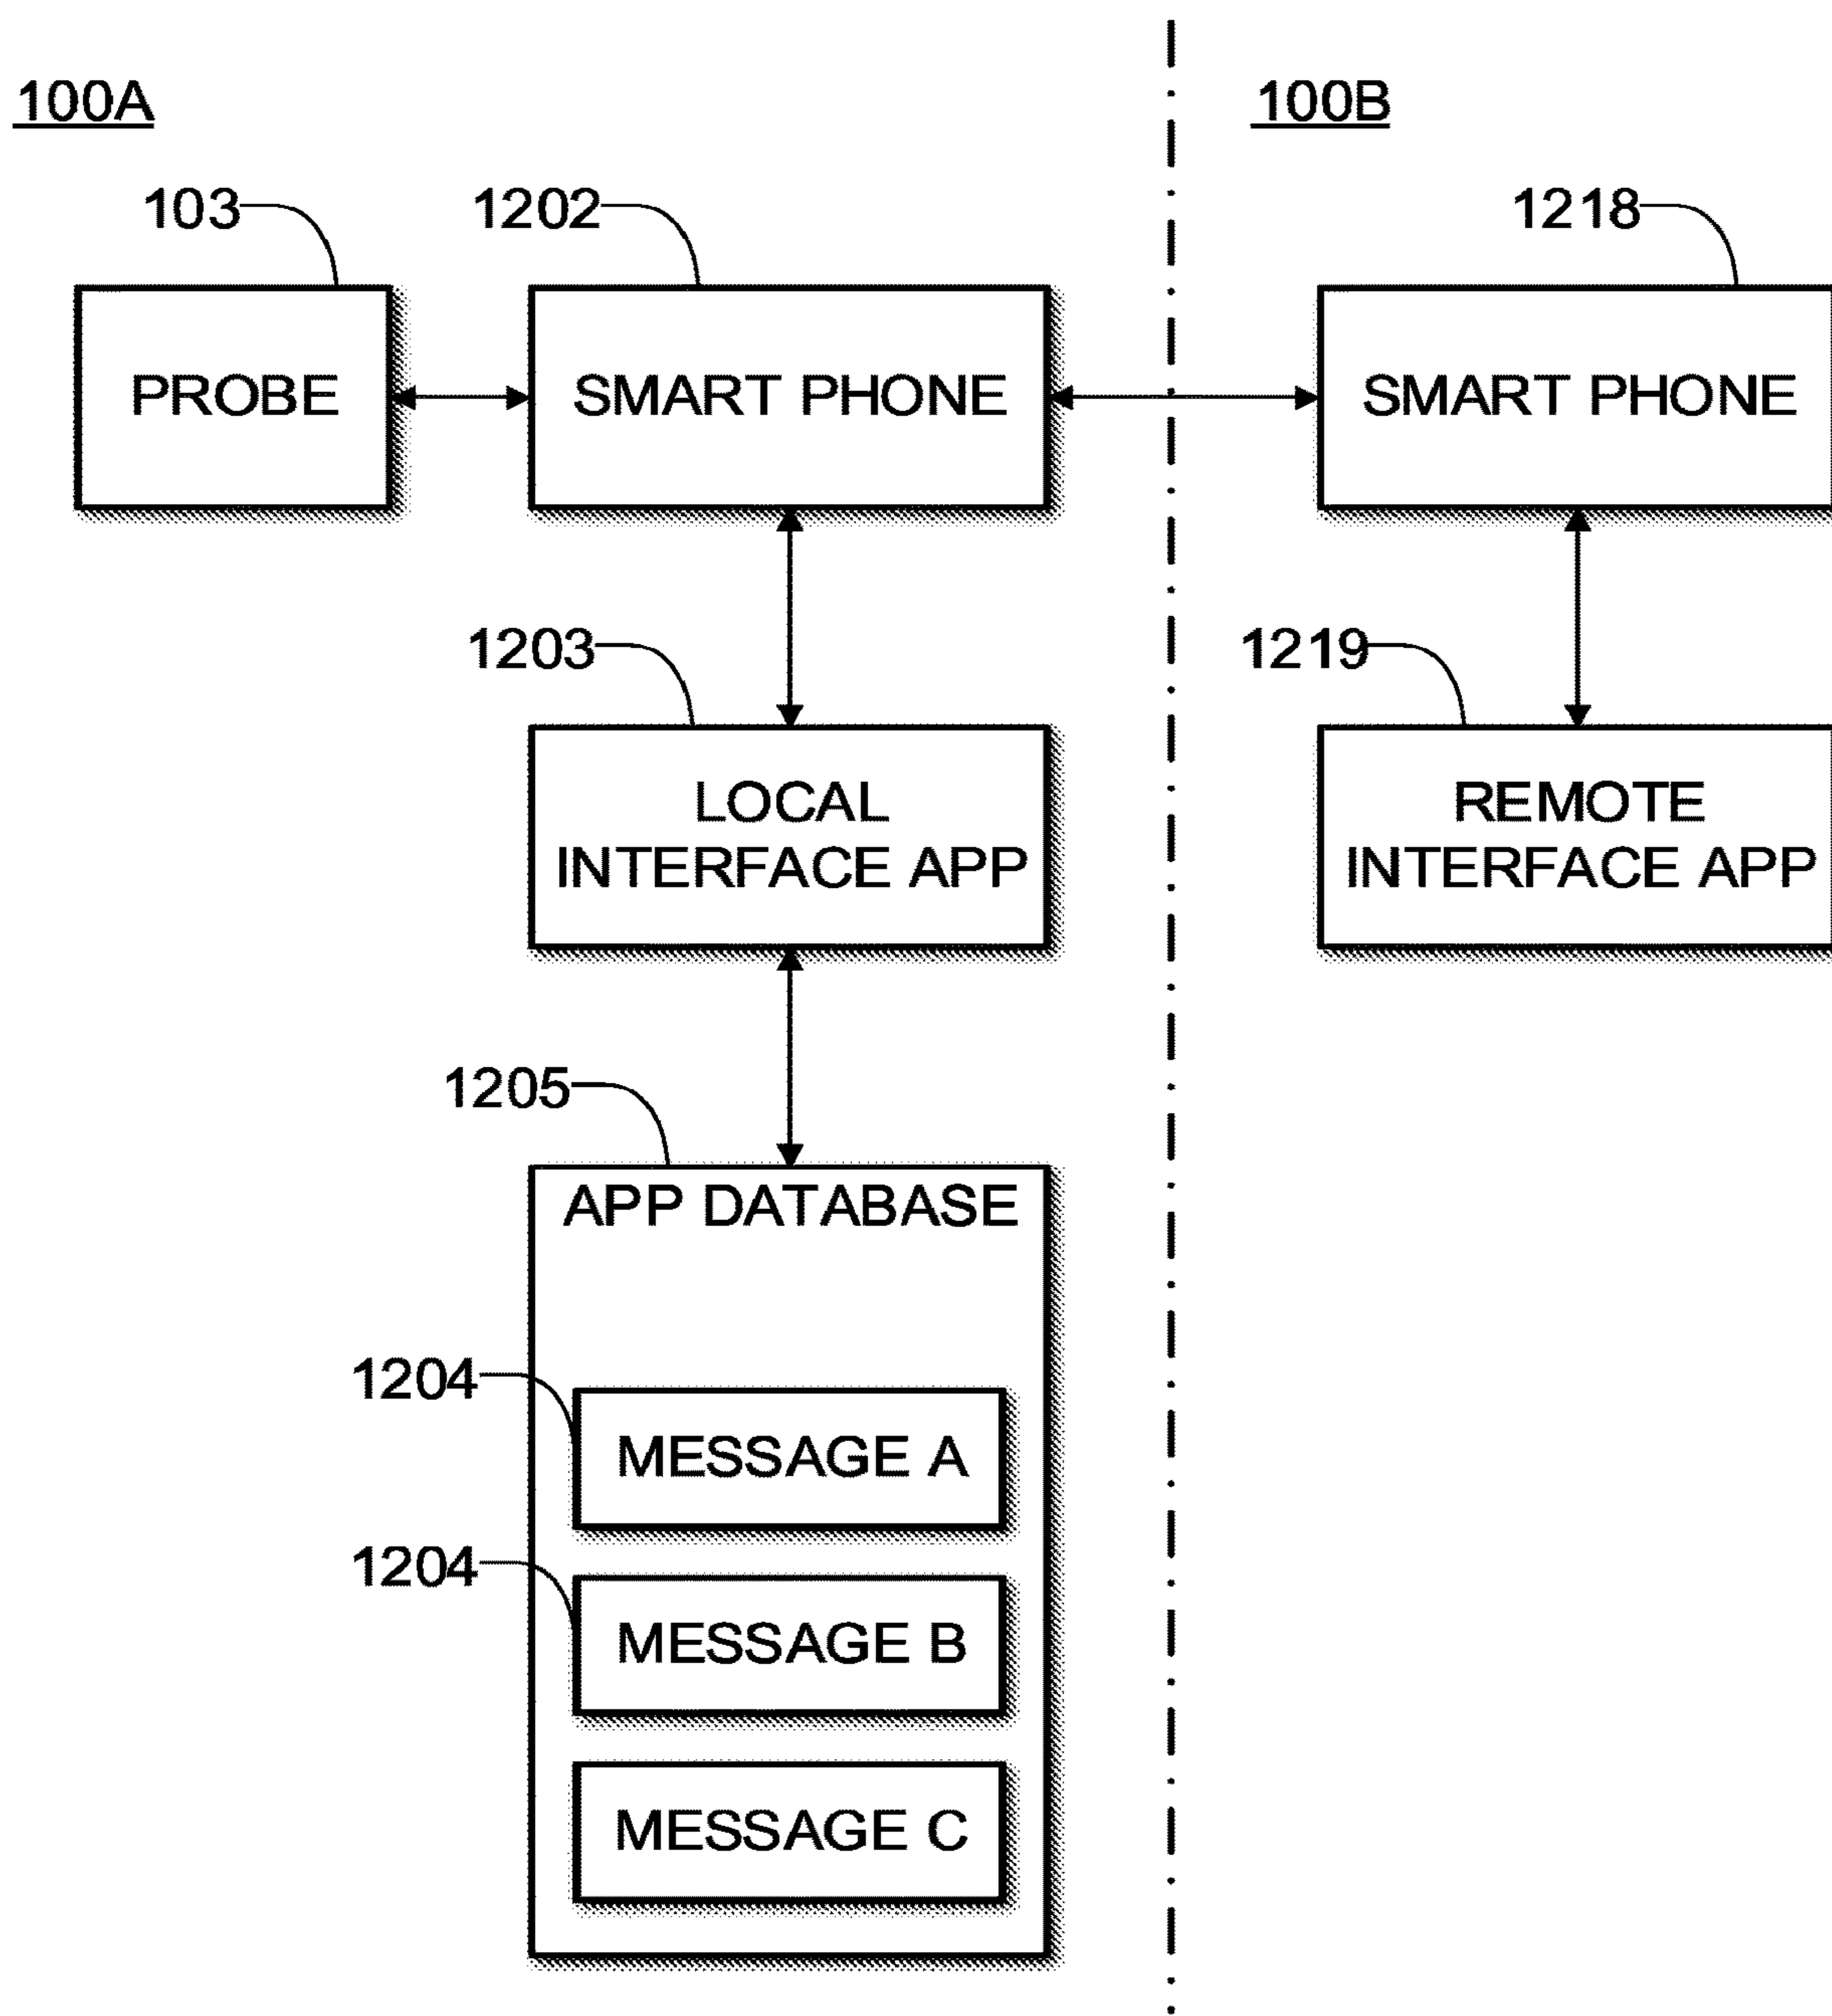 100A
100B
103
1202
1218
PROBE
SMART PHONE
SMART PHONE
1203
1219
LOCAL
INTERFACE APP
REMOTE
INTERFACE APP
1205
APP DATABASE
1204
MESSAGE A
1204
MESSAGE B
MESSAGE C